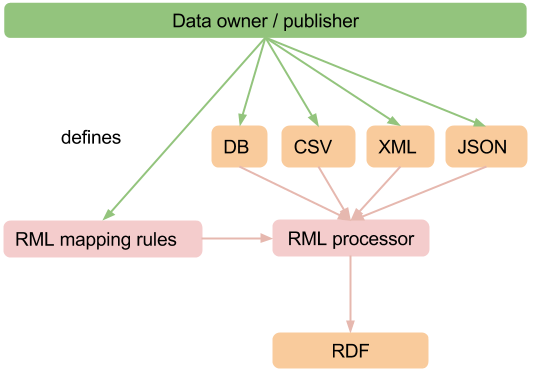 Data owner / publisher
defines
DB
CSV
XML
JSON
RML mapping rules
RML processor
RDF